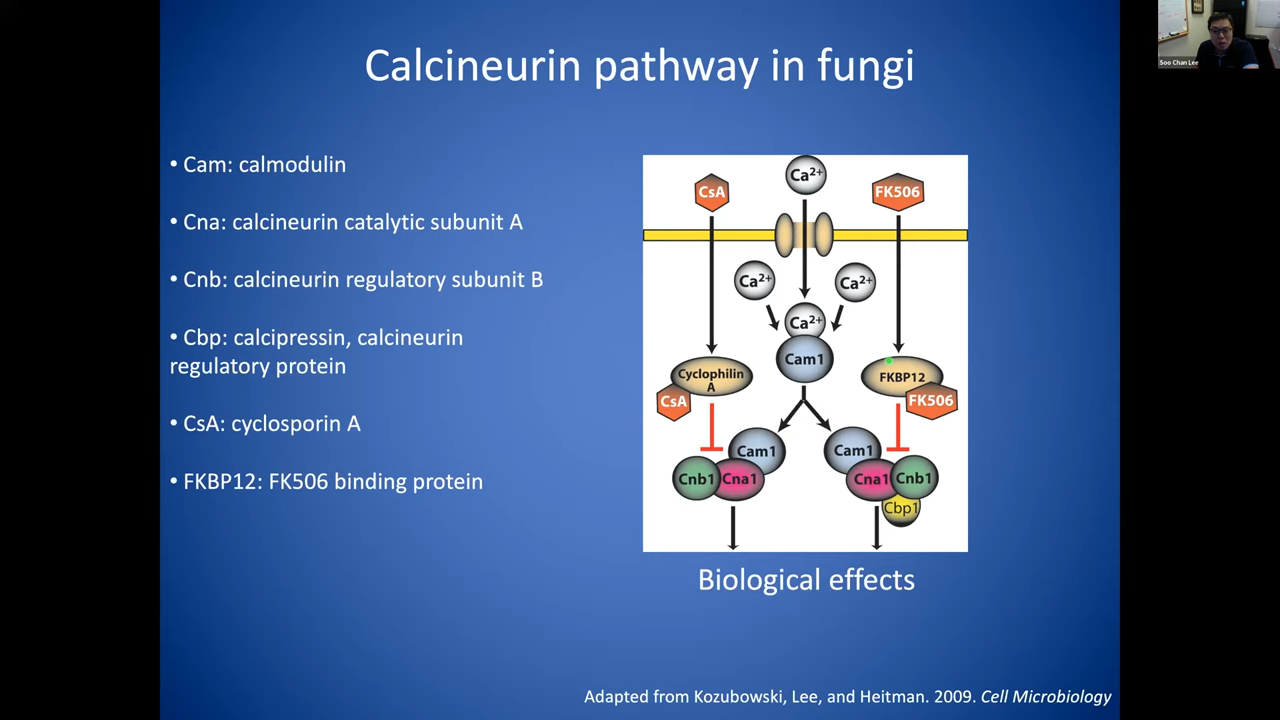 Soo Chan Lee
Calcineurin pathway in fungi
• Cam: calmodulin
• Cna: calcineurin catalytic subunit A
• Cnb: calcineurin regulatory subunit B
• Cbp: calcipressin, calcineurin
regulatory protein
• CsA: cyclosporin A
• FKBP12: FK506 binding protein
CsA
Ca²⁺
FK506
Ca²⁺
Ca²⁺
Ca²⁺
Cam1
Cyclophilin
A
CsA
FKBP12
FK506
Cam1
Cnb1
Cna1
Cam1
Cna1
Cnb1
Cbp1
Biological effects
Adapted from Kozubowski, Lee, and Heitman. 2009. Cell Microbiology